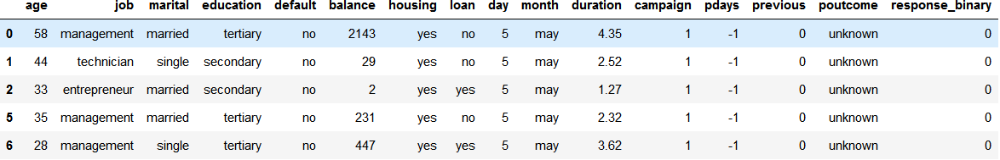 age job marital education default balance housing loan day month duration campaign pdays previous poutcome response_binary
0 58 management married tertiary no 2143 yes no 5 may 4.35 1 -1 0 unknown 0
1 44 technician single secondary no 29 yes no 5 may 2.52 1 -1 0 unknown 0
2 33 entrepreneur married secondary no 2 yes yes 5 may 1.27 1 -1 0 unknown 0
5 35 management married tertiary no 231 yes no 5 may 2.32 1 -1 0 unknown 0
6 28 management single tertiary no 447 yes yes 5 may 3.62 1 -1 0 unknown 0